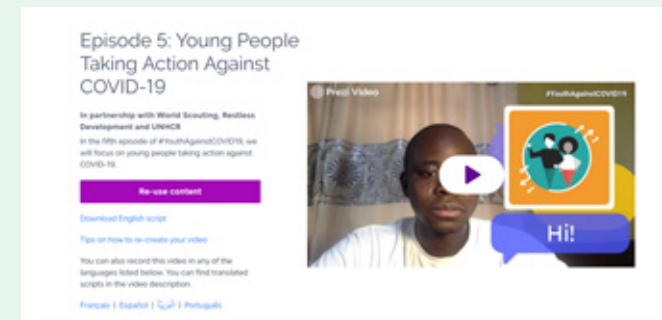 Episode 5: Young People
Taking Action Against
COVID-19
In partnership with World Scouting, Restless
Development and UNHCR
In the fifth episode of #YouthAgainstCOVID19, we
will focus on young people taking action against
COVID-19.
Re-use content
Download English script
Tips on how to re-create your video
You can also record this video in any of the
languages listed below. You can find translated
scripts in the video description.
Français | Español | العربية | Português
Prezi Video
#YouthAgainstCOVID19
Hi!